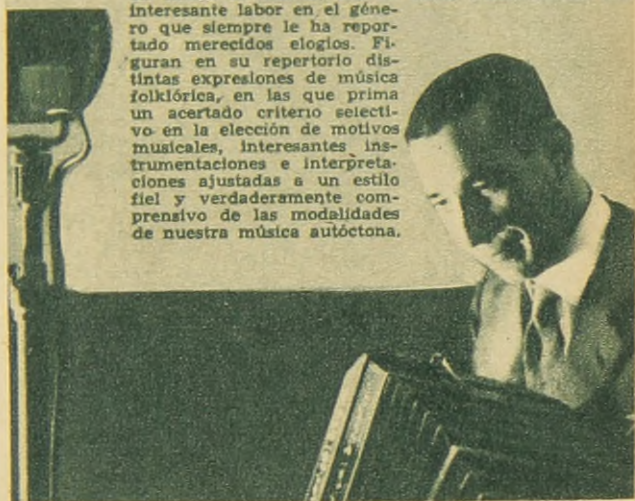 interesante labor en el géne-
ro que siempre le ha repor-
tado merecidos elogios. Fi-
guran en su repertorio dis-
tintas expresiones de música
folklórica, en las que prima
un acertado criterio selecti-
vo en la elección de motivos
musicales, interesantes ins-
trumentaciones e interpreta-
ciones ajustadas a un estilo
fiel y verdaderamente com-
prensivo de las modalidades
de nuestra música autóctona.